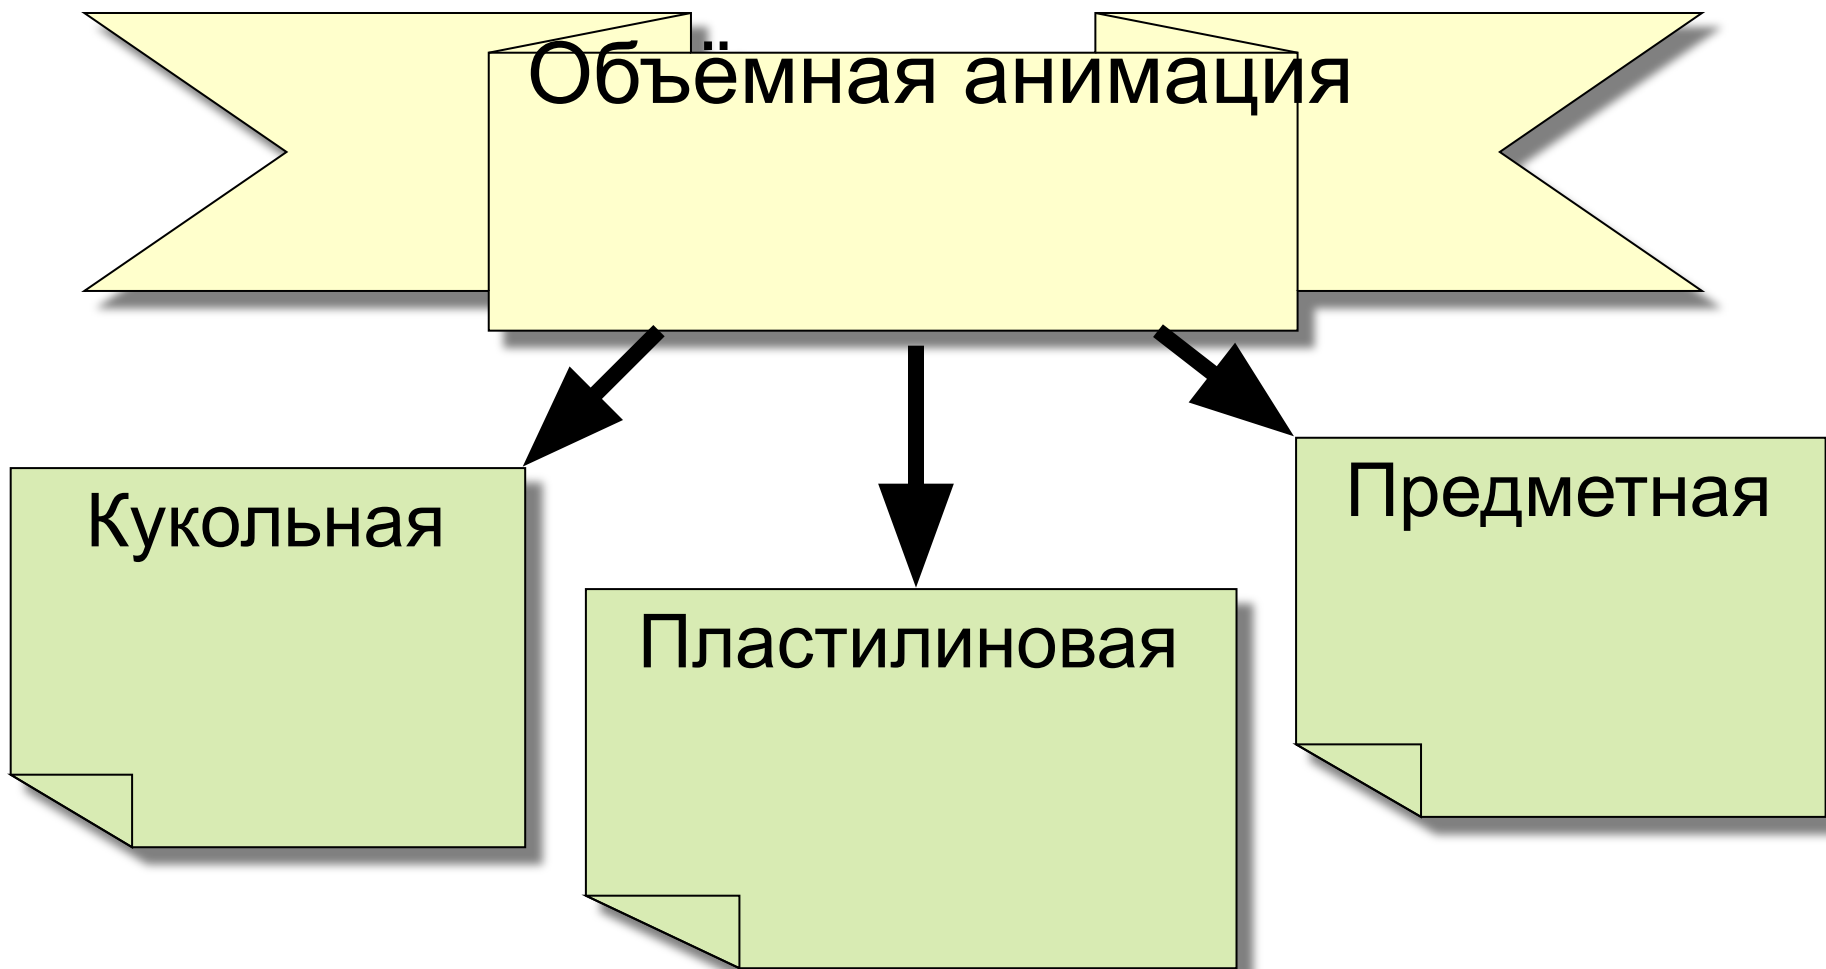 Объёмная анимация
Кукольная
Пластилиновая
Предметная